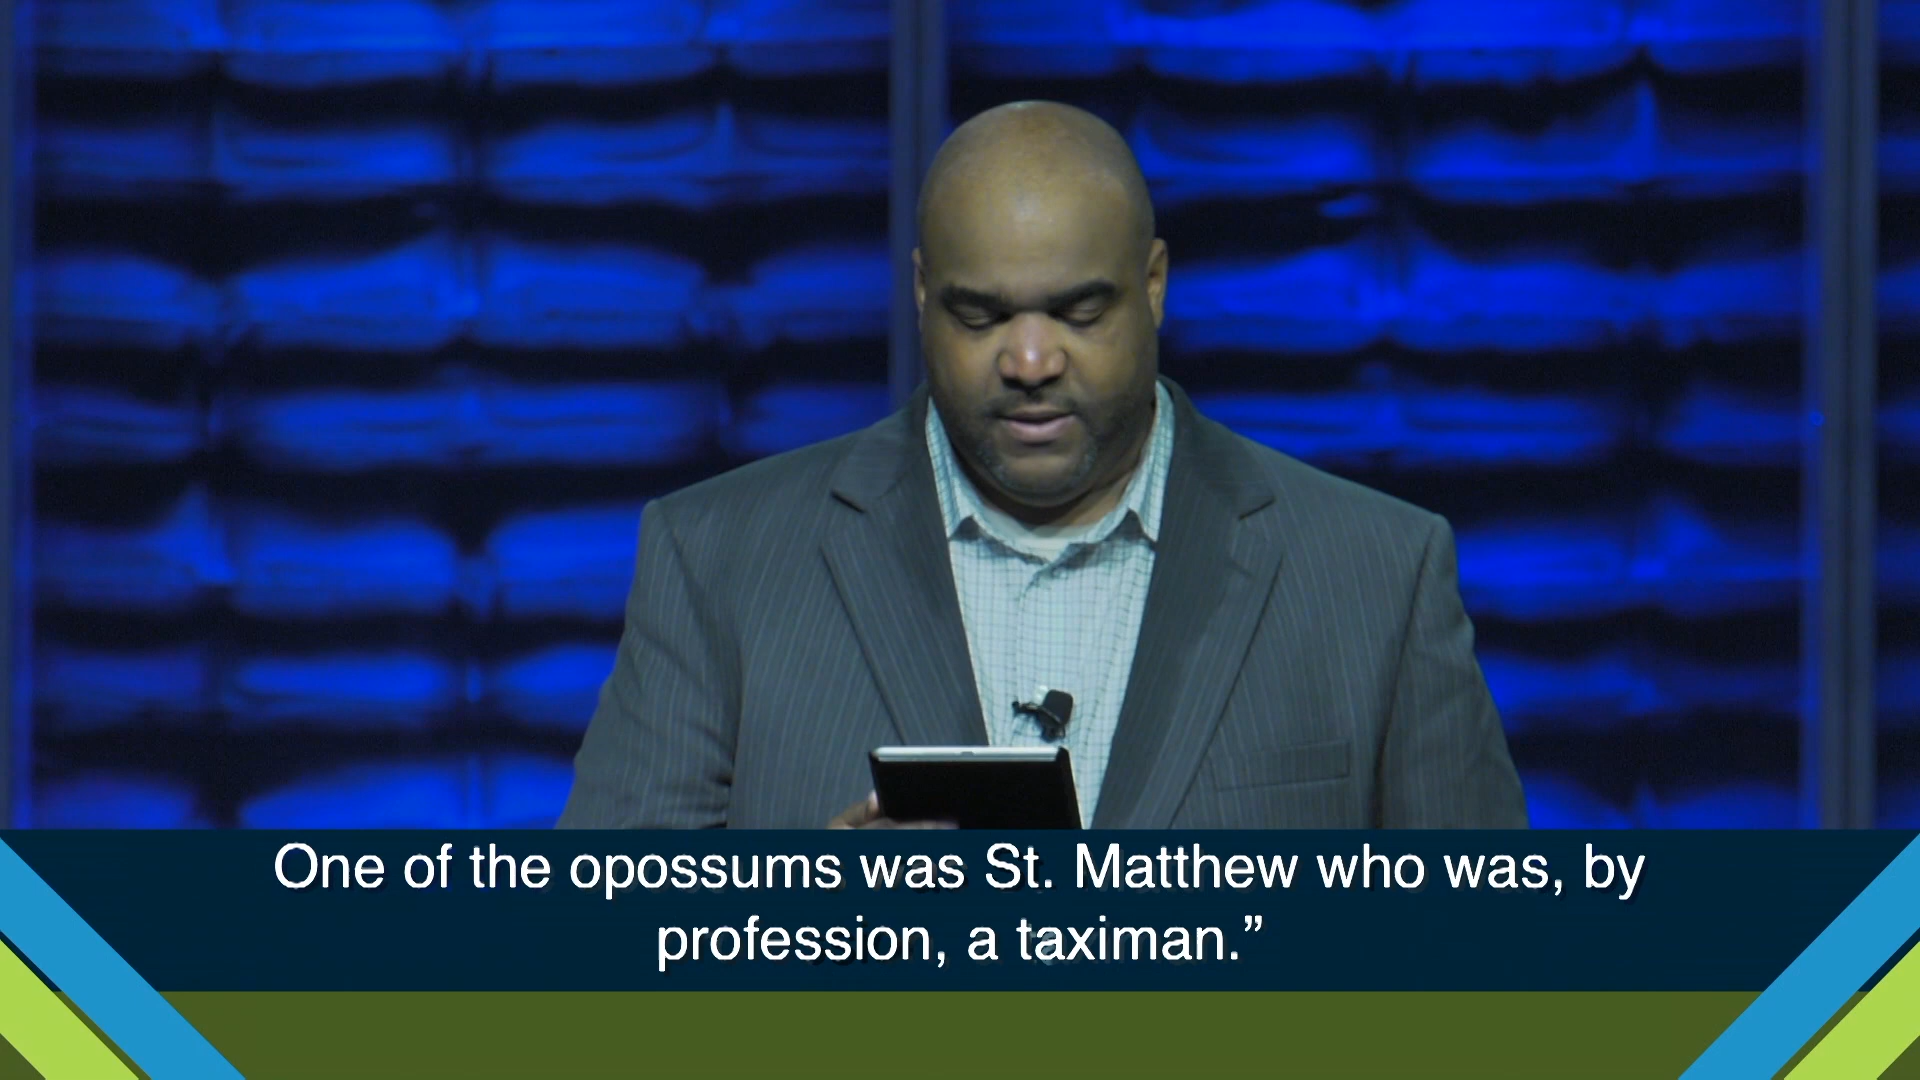 One of the opossums was St. Matthew who was, by
profession, a taximan.”